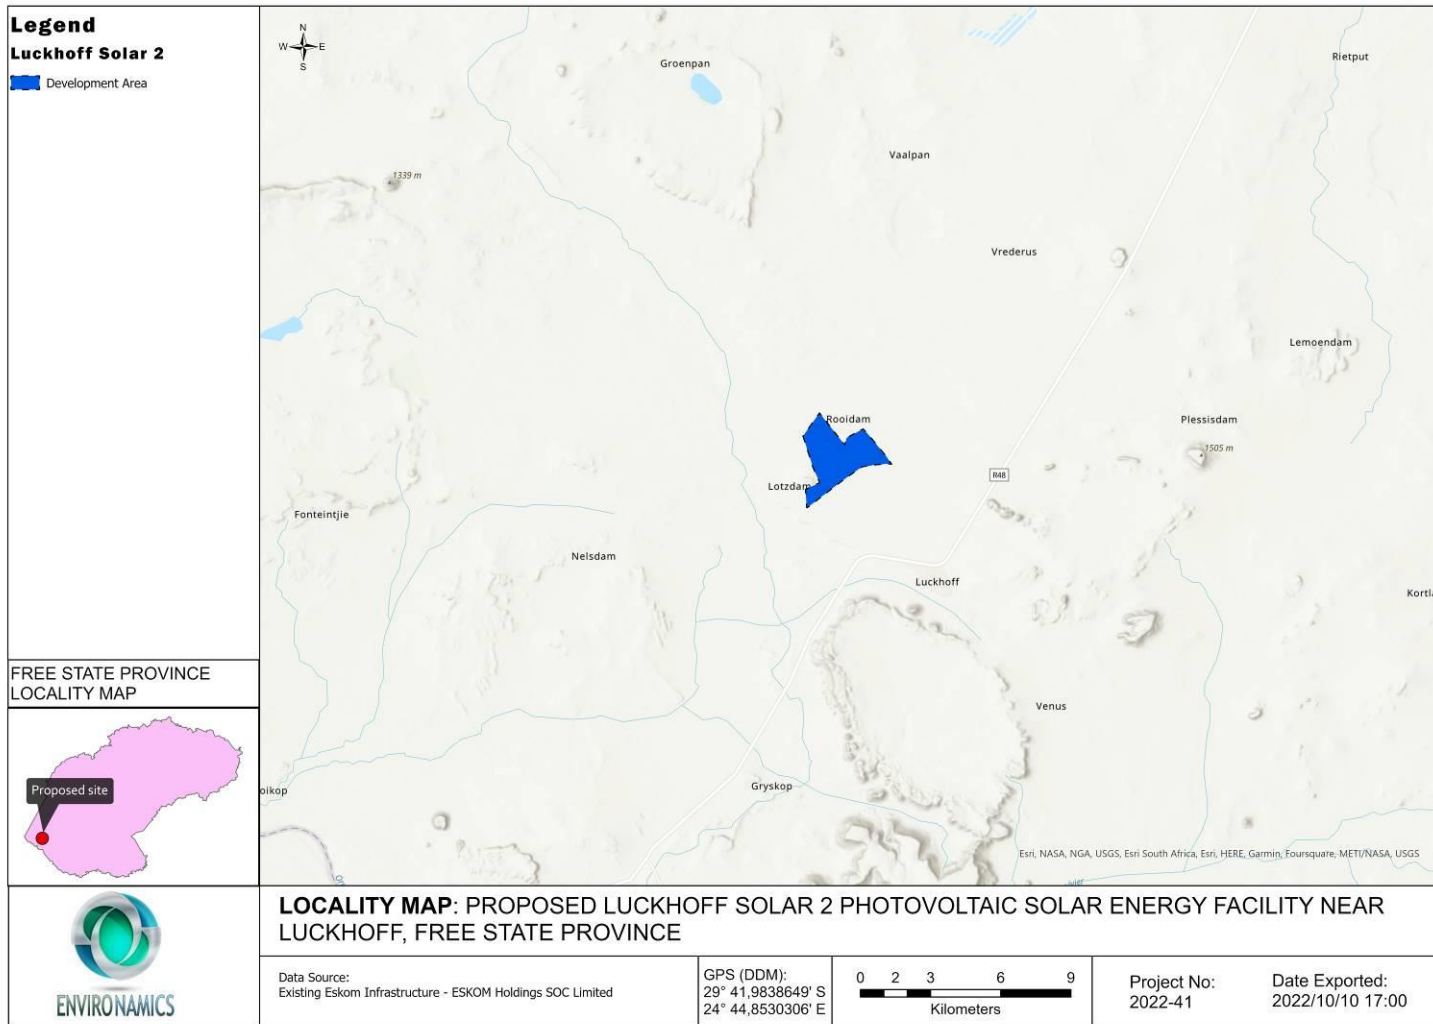 Legend
Luckhoff Solar 2
Development Area
N
W E
S
Groenpan
Rietput
Vaalpan
1339 m
Vrederus
Lemoendam
Rooidam
Plessisdam
1505 m
R48
Lotzdam
Fonteintjie
Nelsdam
Luckhoff
Kortl
Venus
Gryskop
oikop
Esri, NASA, NGA, USGS, Esri South Africa, Esri, HERE, Garmin, Foursquare, METI/NASA, USGS
FREE STATE PROVINCE
LOCALITY MAP
Proposed site
ENVIRONAMICS
LOCALITY MAP: PROPOSED LUCKHOFF SOLAR 2 PHOTOVOLTAIC SOLAR ENERGY FACILITY NEAR
LUCKHOFF, FREE STATE PROVINCE
Data Source:
Existing Eskom Infrastructure - ESKOM Holdings SOC Limited
GPS (DDM):
29° 41,9838649' S
24° 44,8530306' E
0 2 3 6 9
Kilometers
Project No:
2022-41
Date Exported:
2022/10/10 17:00